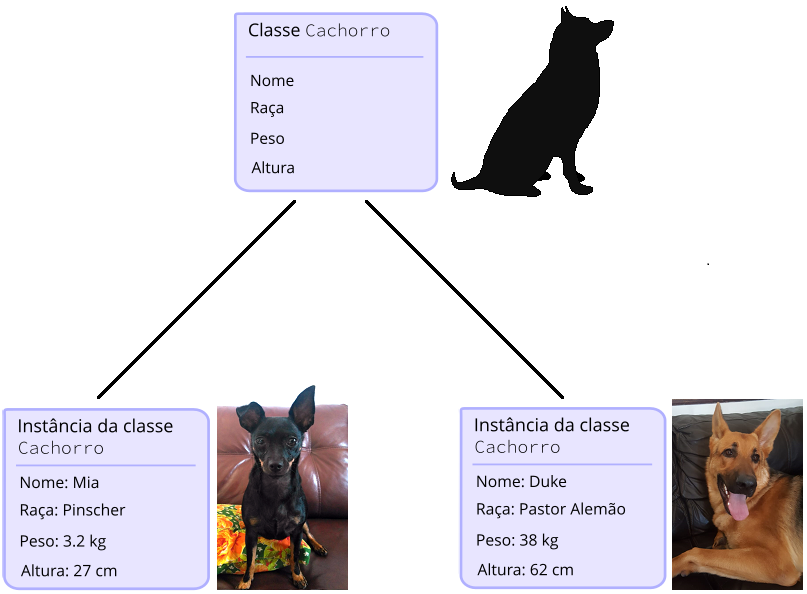 Classe Cachorro
Nome
Raça
Peso
Altura
Instância da classe
Cachorro
Nome: Mia
Raça: Pinscher
Peso: 3.2 kg
Altura: 27 cm
Instância da classe
Cachorro
Nome: Duke
Raça: Pastor Alemão
Peso: 38 kg
Altura: 62 cm